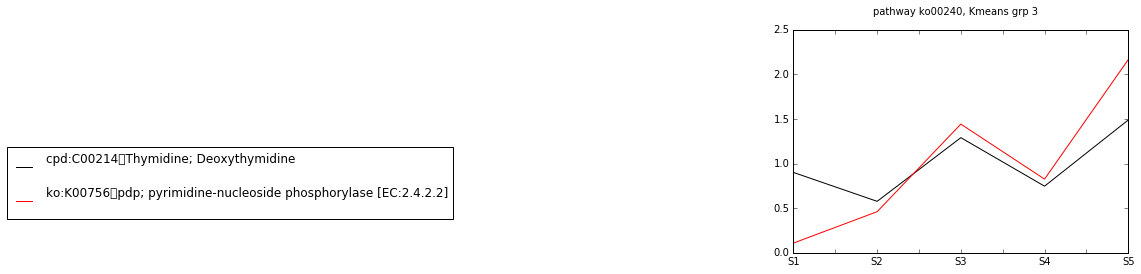 pathway ko00240, Kmeans grp 3
2.5
2.0
1.5
1.0
0.5
0.0
S1 S2 S3 S4 S5
cpd:C00214▯Thymidine; Deoxythymidine
ko:K00756▯pdp; pyrimidine-nucleoside phosphorylase [EC:2.4.2.2]